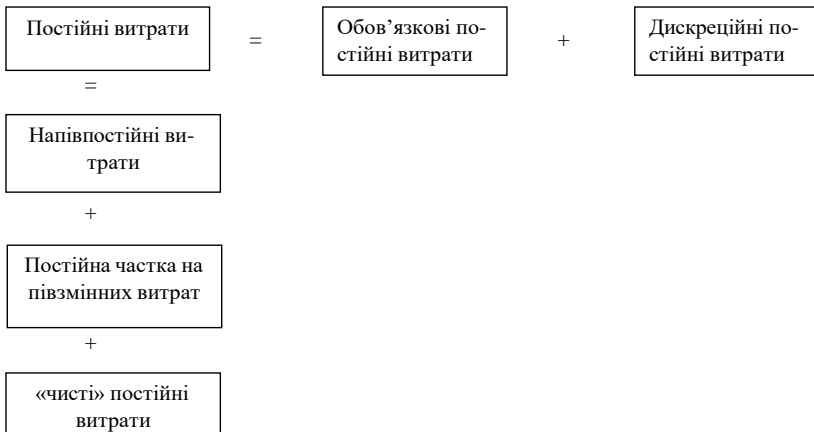 Постійні витрати
=
Обов’язкові по-
стійні витрати
+
Дискреційні по-
стійні витрати
=
Напівпостійні ви-
трати
+
Постійна частка на
півзмінних витрат
+
«чисті» постійні
витрати